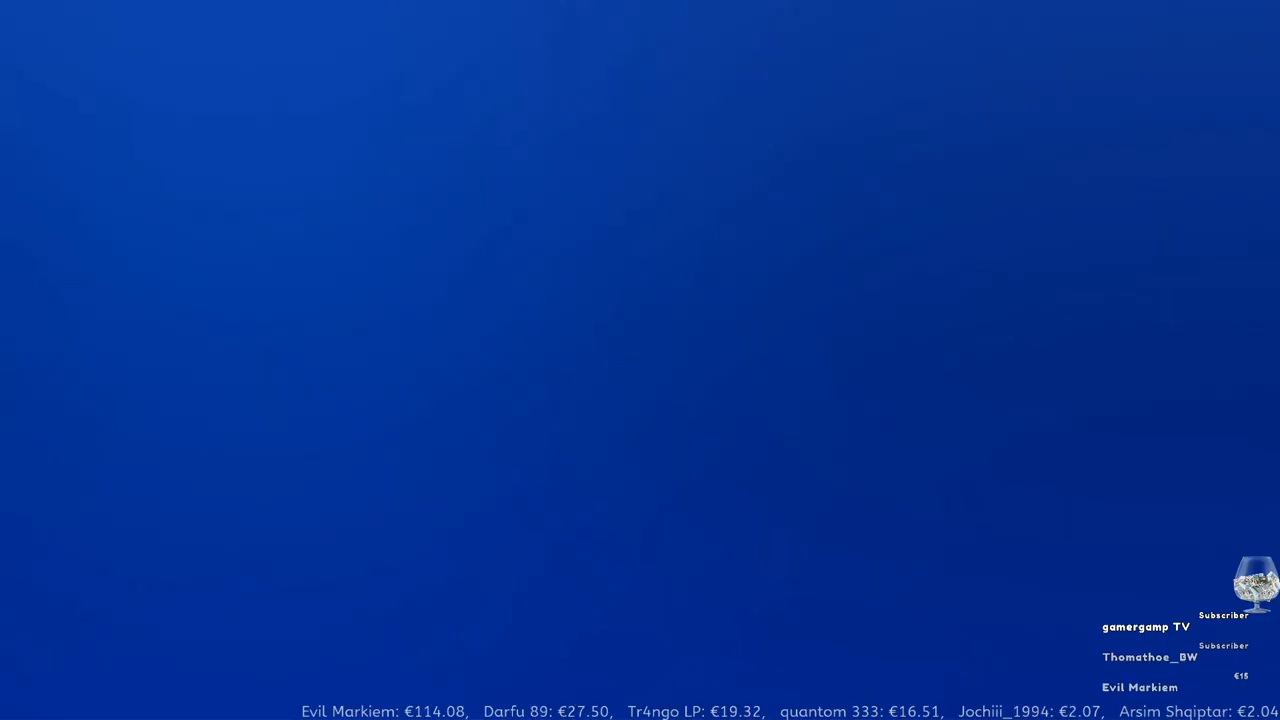 Subscriber
gamergamp TV
Subscriber
Thomathoe_BW
€15
Evil Markiem
Evil Markiem: €114.08, Darfu 89: €27.50, Tr4ngo LP: €19.32, quantom 333: €16.51, Jochiii_1994: €2.07, Arsim Shqiptar: €2.04